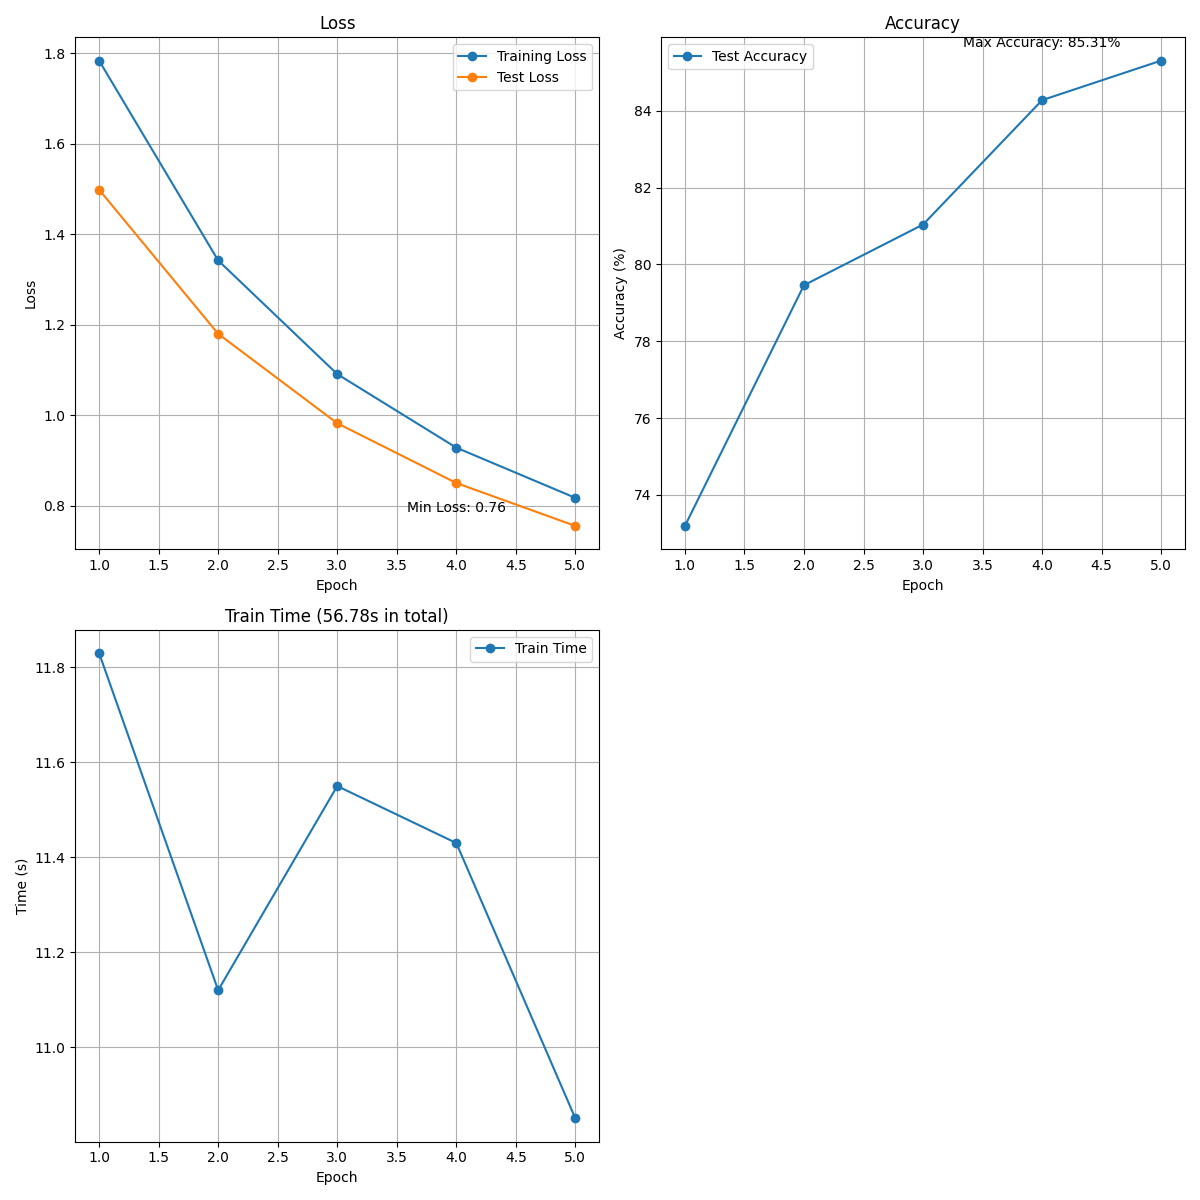 Loss
Training Loss
Test Loss
Min Loss: 0.76
Loss
1.8
1.6
1.4
1.2
1.0
0.8
1.0 1.5 2.0 2.5 3.0 3.5 4.0 4.5 5.0
Epoch
Accuracy
Max Accuracy: 85.31%
Test Accuracy
Accuracy (%)
84
82
80
78
76
74
1.0 1.5 2.0 2.5 3.0 3.5 4.0 4.5 5.0
Epoch
Train Time (56.78s in total)
Train Time
Time (s)
11.8
11.6
11.4
11.2
11.0
1.0 1.5 2.0 2.5 3.0 3.5 4.0 4.5 5.0
Epoch